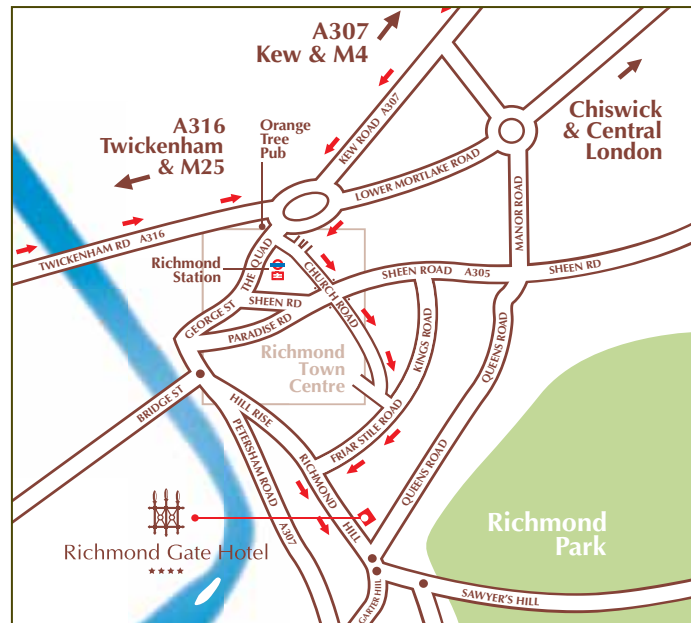 A307
Kew & M4
A316
Twickenham
& M25
Orange
Tree
Pub
Chiswick
& Central
London
KEW ROAD A307
LOWER MORTLAKE ROAD
MANOR ROAD
TWICKENHAM RD A316
Richmond
Station
THE QUAD
CHURCH ROAD
SHEEN ROAD A305
SHEEN RD
SHEEN RD
GEORGE ST
PARADISE RD
Richmond
Town
Centre
KINGS ROAD
QUEENS ROAD
BRIDGE ST
HILL RISE
FRIAR STILE ROAD
PETERSHAM ROAD A307
RICHMOND HILL
QUEENS ROAD
Richmond
Park
Richmond Gate Hotel
★★★★
STAR & GARTER HILL
SAWYER'S HILL